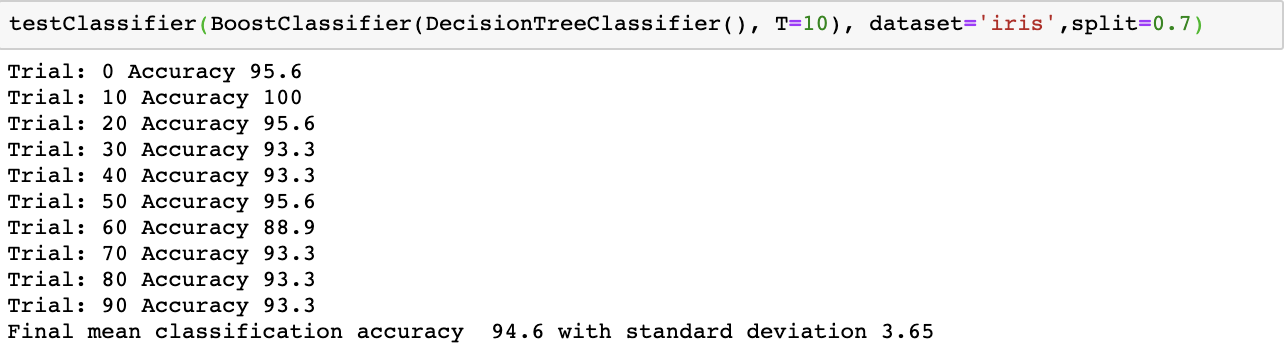 testClassifier(BoostClassifier(DecisionTreeClassifier(), T=10), dataset='iris',split=0.7)
Trial: 0 Accuracy 95.6
Trial: 10 Accuracy 100
Trial: 20 Accuracy 95.6
Trial: 30 Accuracy 93.3
Trial: 40 Accuracy 93.3
Trial: 50 Accuracy 95.6
Trial: 60 Accuracy 88.9
Trial: 70 Accuracy 93.3
Trial: 80 Accuracy 93.3
Trial: 90 Accuracy 93.3
Final mean classification accuracy  94.6 with standard deviation 3.65